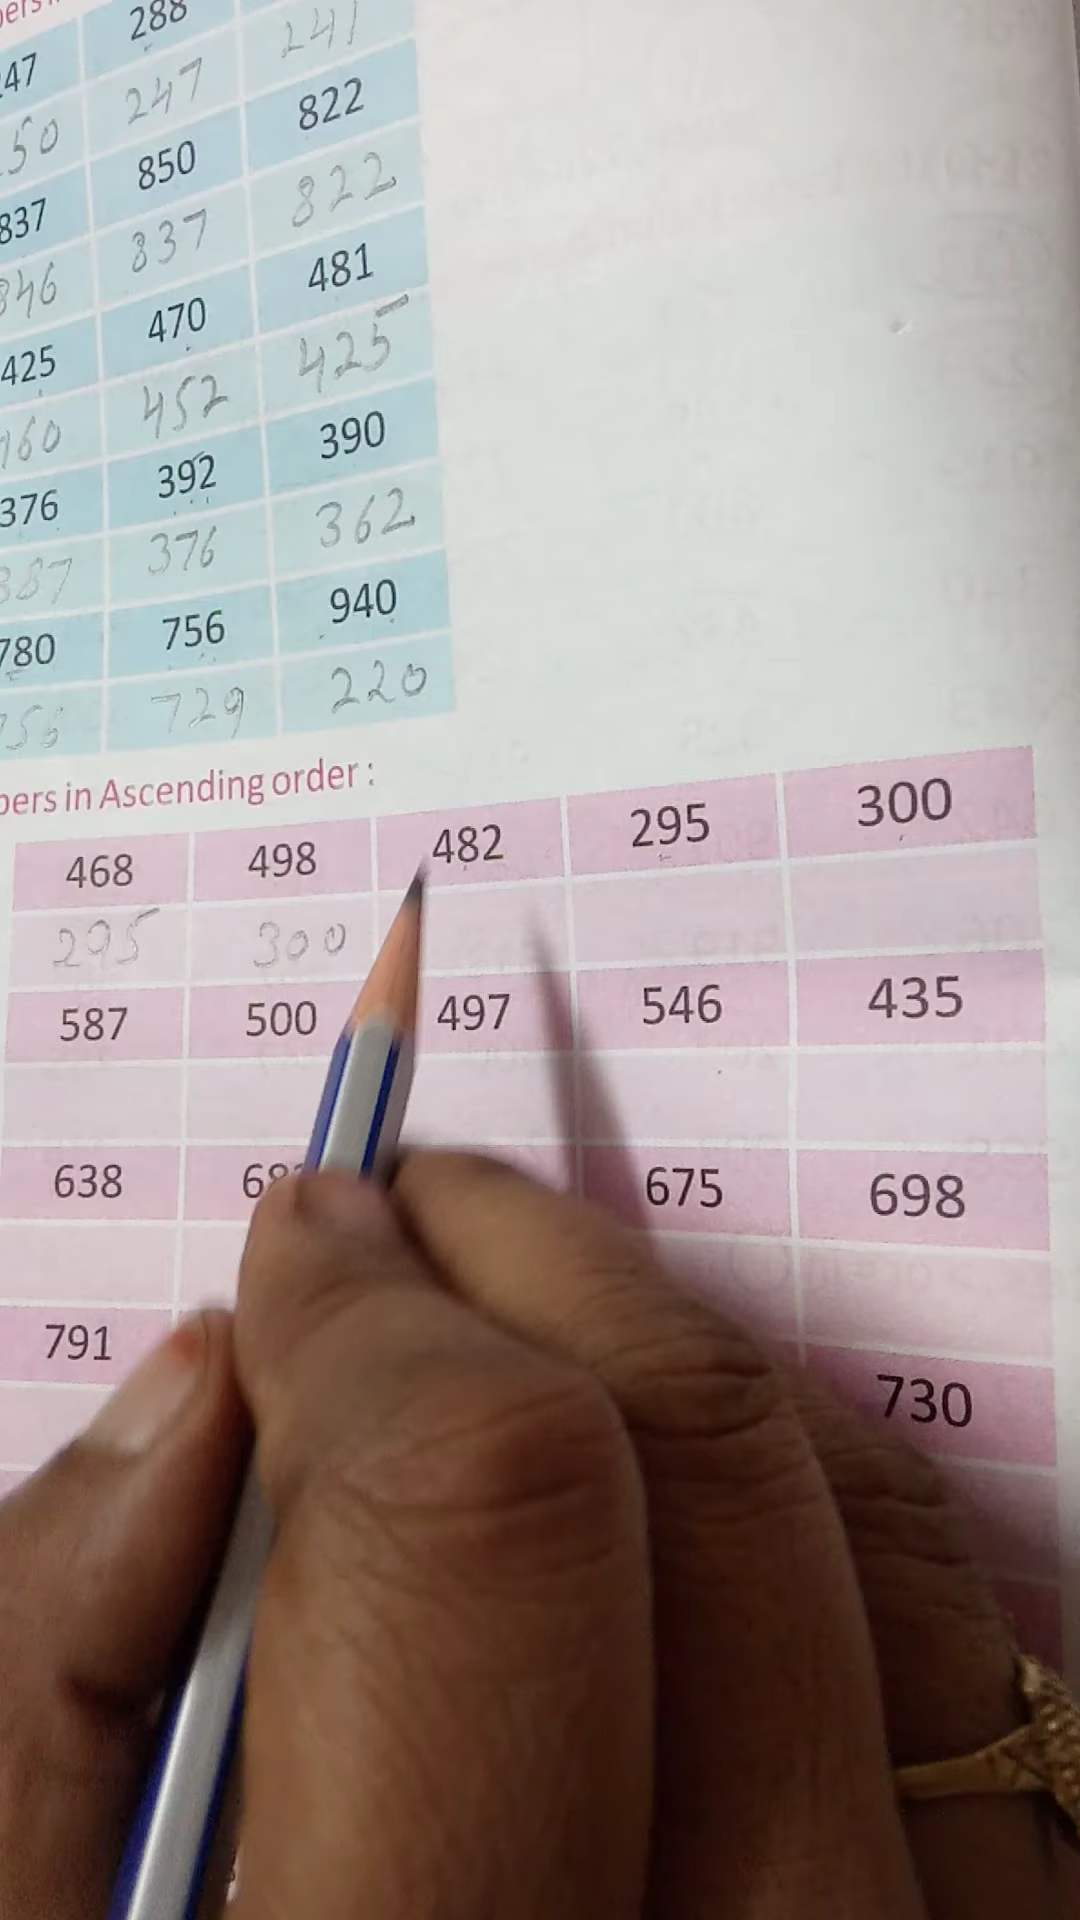 288 241
247 247 822
50 850 822
837 837 481
346 470 425
425 452 390
376 392 362
376 940
780 756 220
729
in Ascending order :
468 498 482 295 300
295 300
587 500 497 546 435
638 675 698
791 730